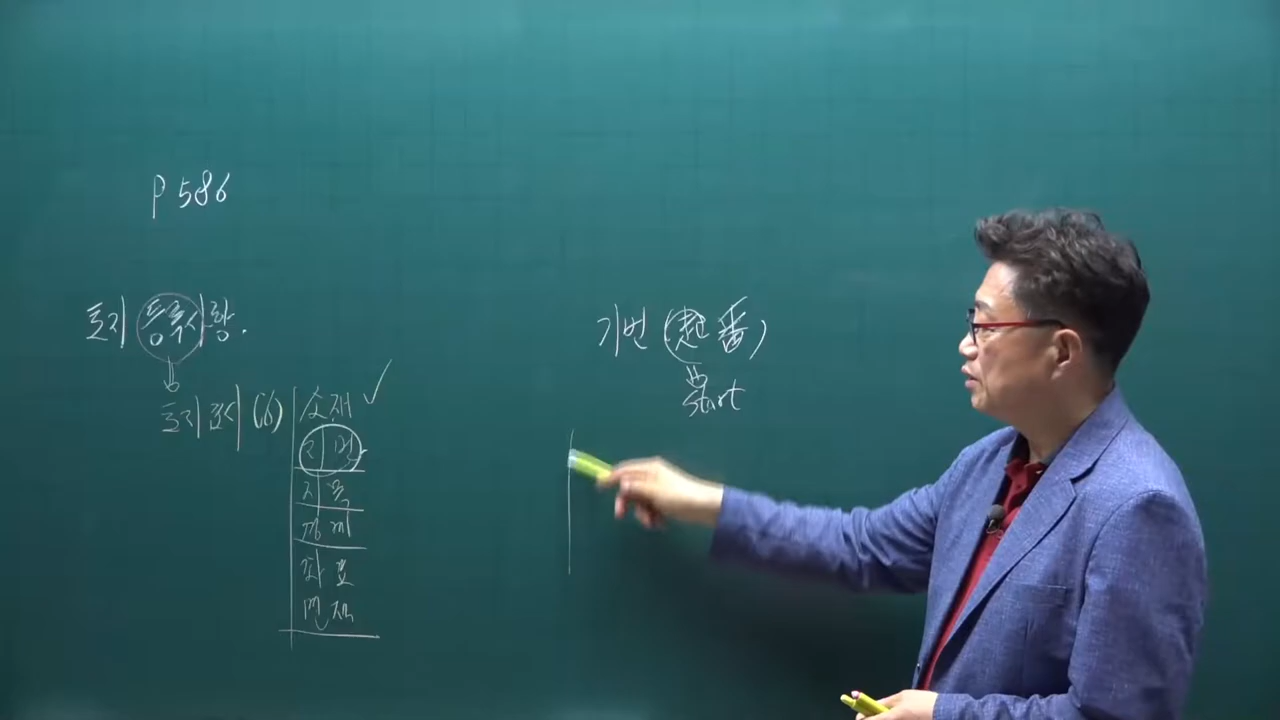 P 586
토지 등록사항.
토지표시 (6)
소재 ✓
지번
지목
경계
좌표
면적
기번 (起番)
Start